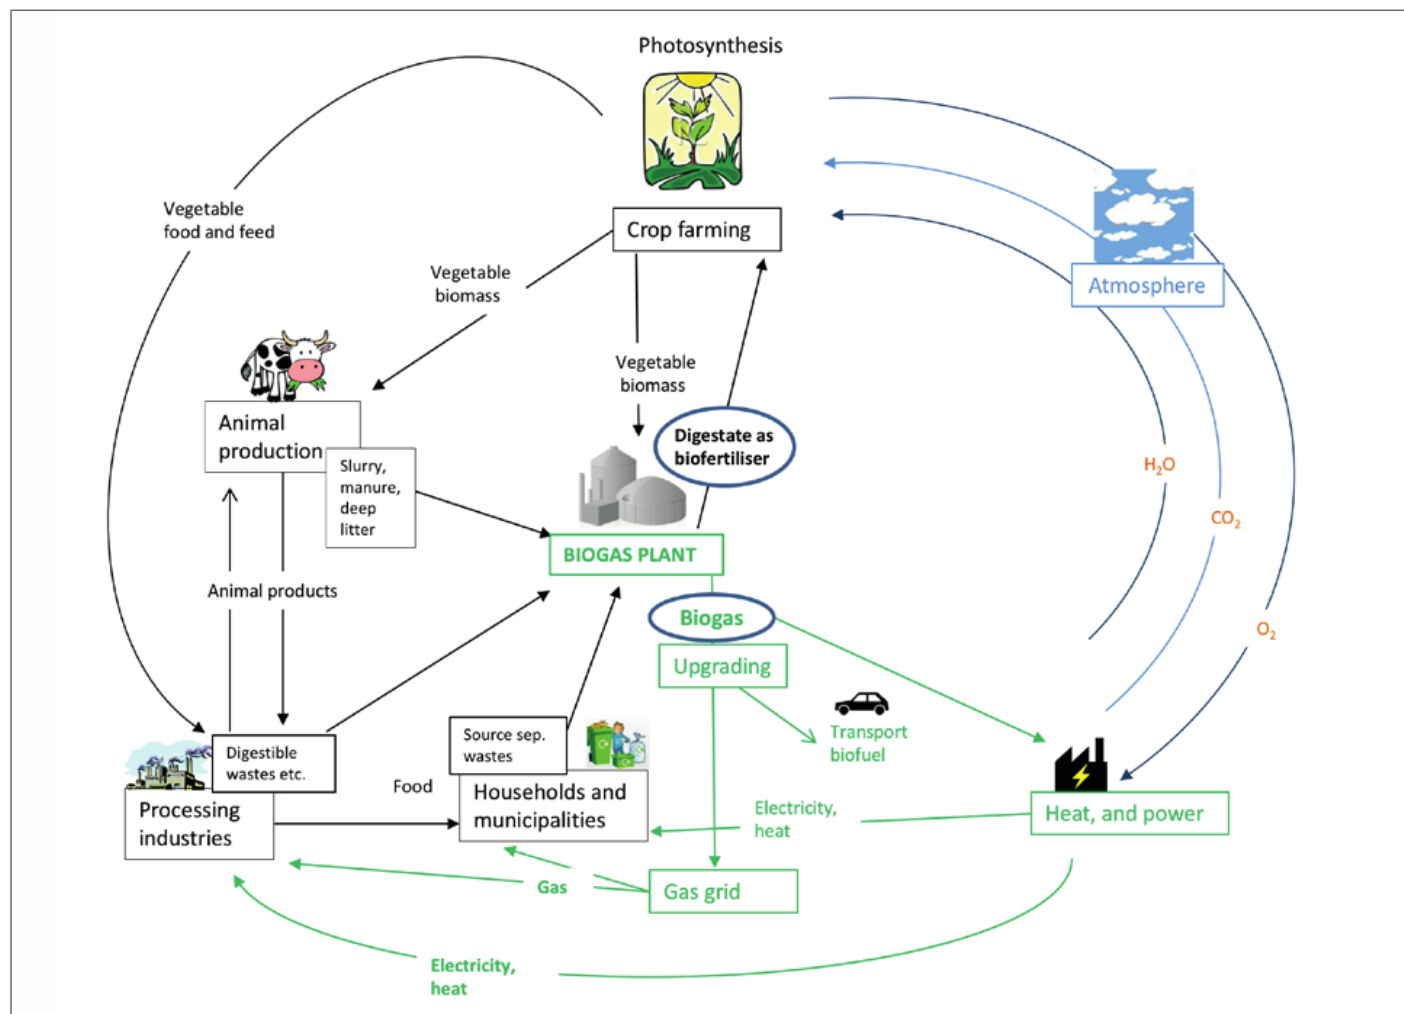 Photosynthesis
Vegetable
food and feed
Crop farming
Atmosphere
Vegetable
biomass
Vegetable
biomass
Animal
production
Slurry,
manure,
deep
litter
Digestate as
biofertiliser
H₂O
CO₂
O₂
BIOGAS PLANT
Animal products
Biogas
Upgrading
Transport
biofuel
Digestible
wastes etc.
Source sep.
wastes
Food
Processing
industries
Households and
municipalities
Electricity,
heat
Heat, and power
Gas
Gas grid
Electricity,
heat